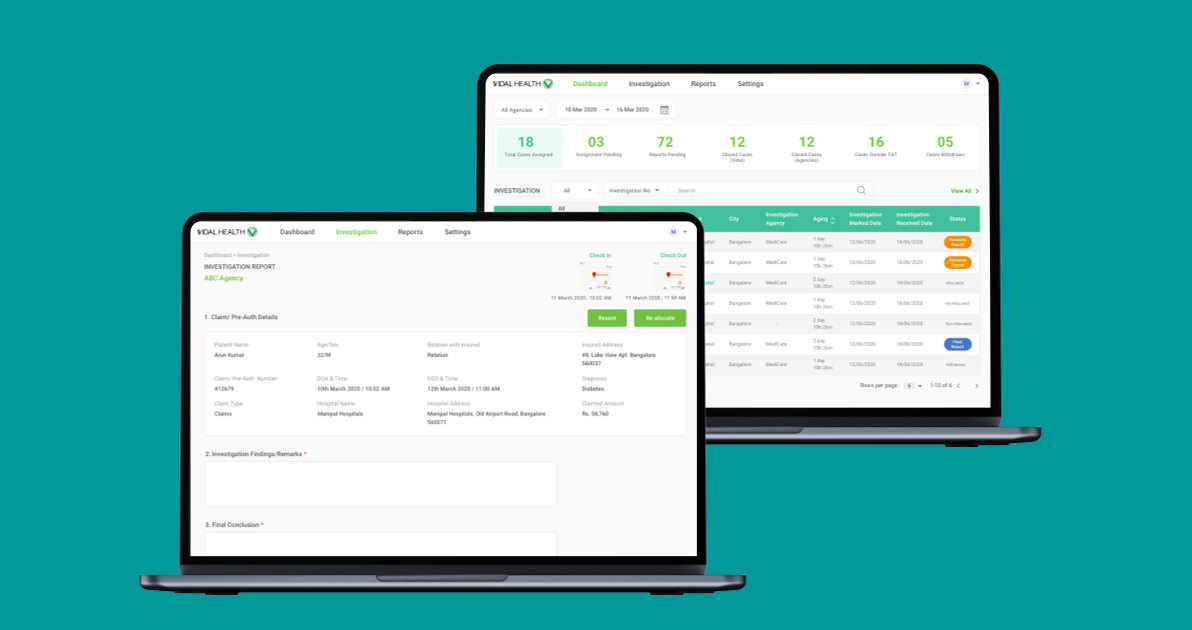 VIDAL HEALTH
Dashboard
Investigation
Reports
Settings
M
All Agencies
10 Mar 2020
16 Mar 2020
18
Total Cases Assigned
03
Assignment Pending
72
Reports Pending
12
Closed Cases
(Vidal)
12
Closed Cases
(Agencies)
16
Cases Outside TAT
05
Cases Withdrawn
INVESTIGATION
All
Investigation No
Search
View All
All
City
Investigation
Agency
Aging
Investigation
Marked Date
Investigation
Received Date
Status
Bangalore MediCare 1 day 12/06/2020 18/06/2020 Generate
10h 26m Report
Bangalore MediCare 1 day 12/06/2020 18/06/2020 Generate
10h 26m Report
Bangalore MediCare 2 day 12/06/2020 18/06/2020 Allocated
10h 26m
Bangalore MediCare 1 day 12/06/2020 18/06/2020 Re-Allocated
10h 26m
Bangalore - 2 day 12/06/2020 18/06/2020 Not Allocated
10h 26m
Bangalore MediCare 2 day 12/06/2020 18/06/2020 Final
10h 26m Report
Bangalore MediCare 1 day 12/06/2020 18/06/2020 Withdrawn
10h 26m
Rows per page: 6 1-10 of 6
VIDAL HEALTH
Dashboard
Investigation
Reports
Settings
M
Dashboard > Investigation
INVESTIGATION REPORT
ABC Agency
Check In
Check Out
11 March 2020 , 10:02 AM
11 March 2020 , 11:50 AM
1. Claim/ Pre-Auth Details
Resent
Re-allocate
Patient Name
Arun Kumar
Age/Sex
32/M
Relation with Insured
Relation
Insured Address
#8, Lake View Apt. Bangalore
560037
Claim/ Pre-Auth Number
#12679
DOA & Time
10th March 2020 / 10:02 AM
DOD & Time
12th March 2020 / 11:00 AM
Diagnosis
Diabetes
Claim Type
Claims
Hospital Name
Manipal Hospitals
Hospital Address
Manipal Hospitals, Old Airport Road, Bangalore
560071
Claimed Amount
Rs. 58,760
2. Investigation Findings/Remarks *
3. Final Conclusion *